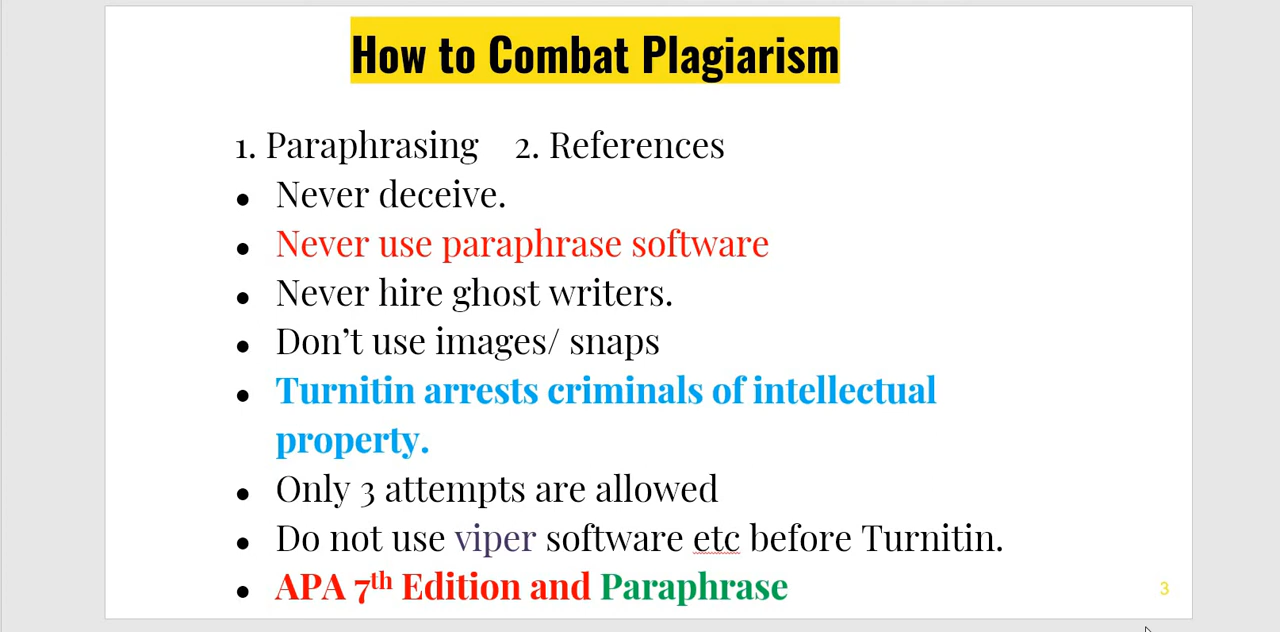 How to Combat Plagiarism
1. Paraphrasing 2. References
● Never deceive.
● Never use paraphrase software
● Never hire ghost writers.
● Don’t use images/ snaps
● Turnitin arrests criminals of intellectual
property.
● Only 3 attempts are allowed
● Do not use viper software etc before Turnitin.
● APA 7th Edition and Paraphrase
3